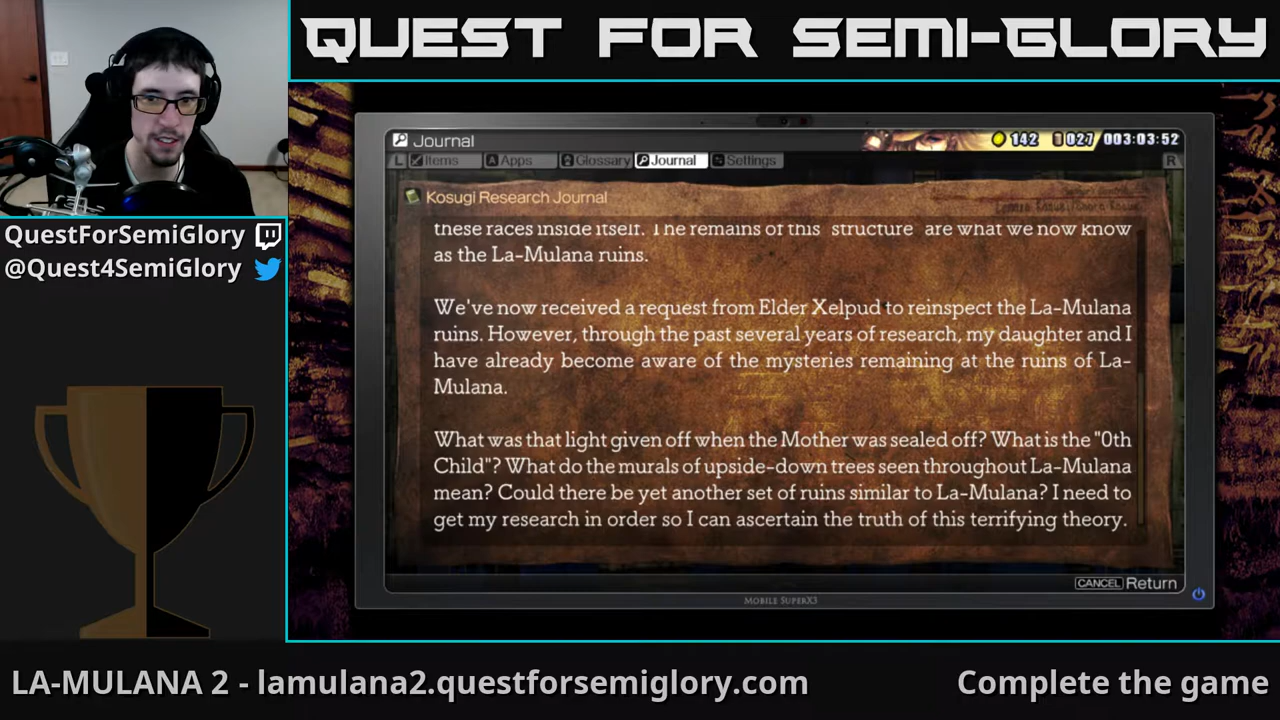 QUEST FOR SEMI-GLORY
QuestForSemiGlory
@Quest4SemiGlory
Journal
142 027 003:03:52
L Items A Apps Glossary Journal Settings R
Kosugi Research Journal
these races inside itself. The remains of this "structure" are what we now know
as the La-Mulana ruins.
We've now received a request from Elder Xelpud to reinspect the La-Mulana
ruins. However, through the past several years of research, my daughter and I
have already become aware of the mysteries remaining at the ruins of La-
Mulana.
What was that light given off when the Mother was sealed off? What is the "0th
Child"? What do the murals of upside-down trees seen throughout La-Mulana
mean? Could there be yet another set of ruins similar to La-Mulana? I need to
get my research in order so I can ascertain the truth of this terrifying theory.
CANCEL Return
MOBILE SUPERX3
LA-MULANA 2 - lamulana2.questforsemiglory.com
Complete the game